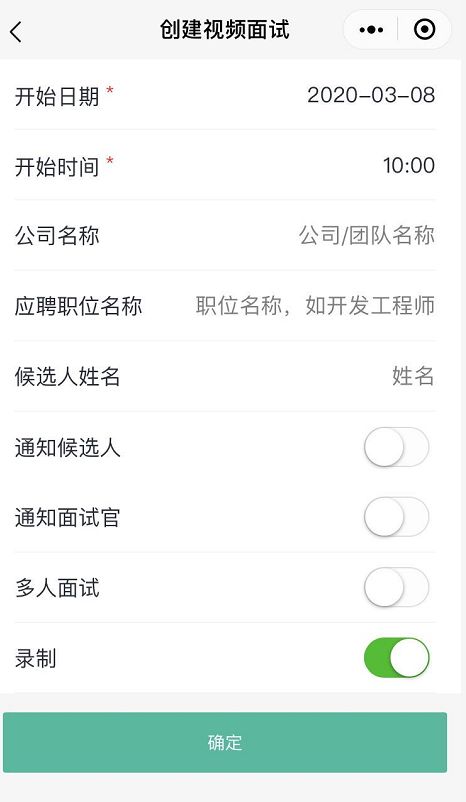 创建视频面试
开始日期 * 2020-03-08
开始时间 * 10:00
公司名称 公司/团队名称
应聘职位名称 职位名称，如开发工程师
候选人姓名 姓名
通知候选人
通知面试官
多人面试
录制
确定